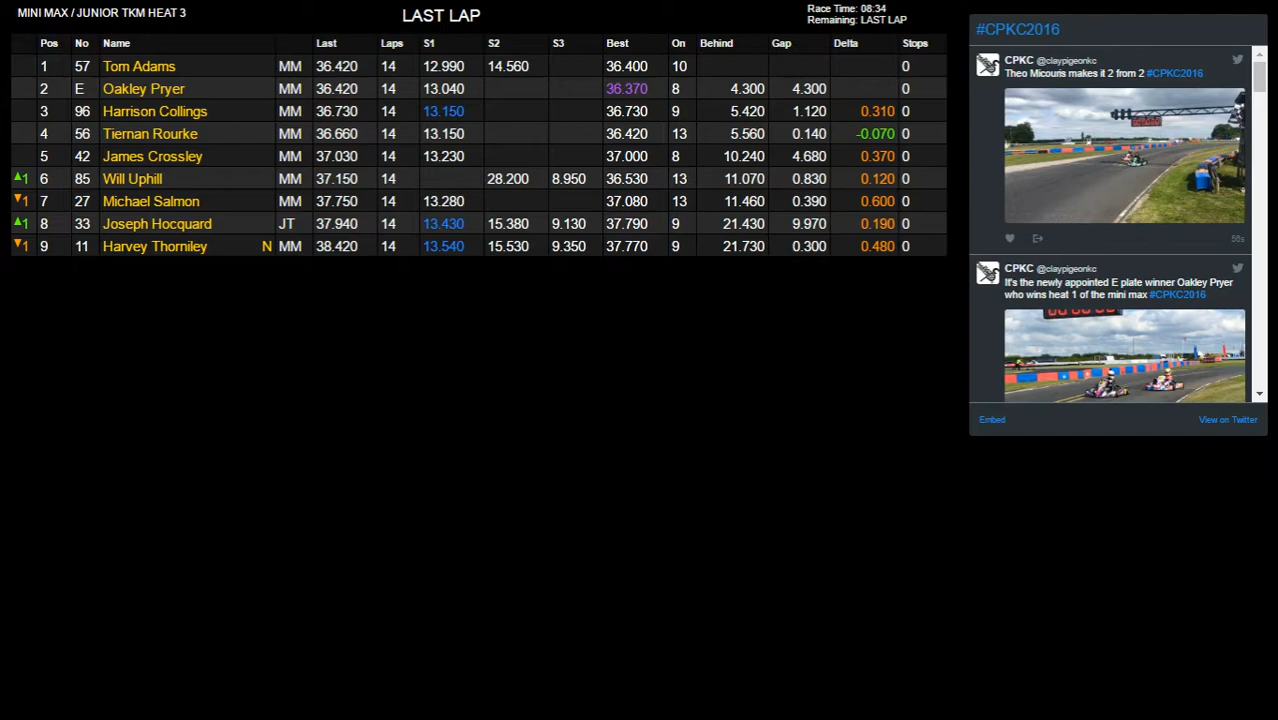 MINI MAX / JUNIOR TKM HEAT 3
LAST LAP
Race Time: 08:34
Remaining: LAST LAP
Pos No Name Last Laps S1 S2 S3 Best On Behind Gap Delta Stops
1 57 Tom Adams MM 36.420 14 12.990 14.560 36.400 10 0
2 E Oakley Pryer MM 36.420 14 13.040 36.370 8 4.300 4.300 0
3 96 Harrison Collings MM 36.730 14 13.150 36.730 9 5.420 1.120 0.310 0
4 56 Tiernan Rourke MM 36.660 14 13.150 36.420 13 5.560 0.140 -0.070 0
5 42 James Crossley MM 37.030 14 13.230 37.000 8 10.240 4.680 0.370 0
1 6 85 Will Uphill MM 37.150 14 28.200 8.950 36.530 13 11.070 0.830 0.120 0
1 7 27 Michael Salmon MM 37.750 14 13.280 37.080 13 11.460 0.390 0.600 0
1 8 33 Joseph Hocquard JT 37.940 14 13.430 15.380 9.130 37.790 9 21.430 9.970 0.190 0
1 9 11 Harvey Thorniley N MM 38.420 14 13.540 15.530 9.350 37.770 9 21.730 0.300 0.480 0
#CPKC2016
CPKC @claypigeonkc
Theo Micouris makes it 2 from 2 #CPKC2016
56s
CPKC @claypigeonkc
It's the newly appointed E plate winner Oakley Pryer
who wins heat 1 of the mini max #CPKC2016
Embed View on Twitter